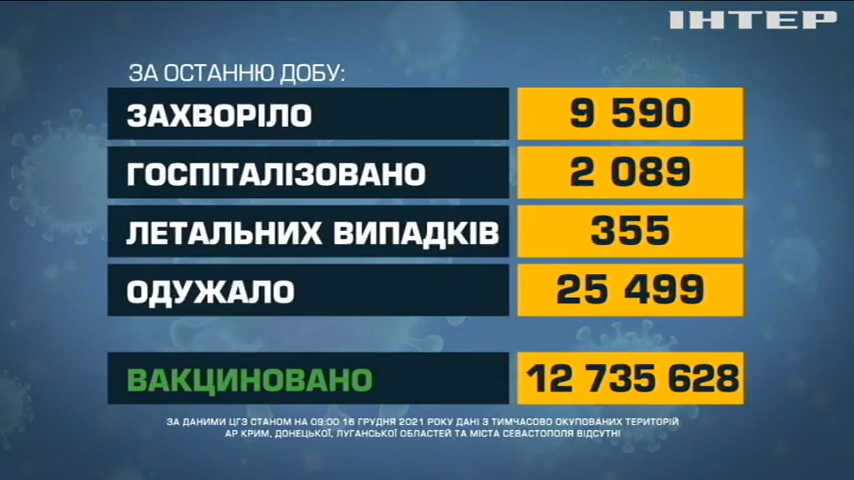 ІНТЕР
ЗА ОСТАННЮ ДОБУ:
ЗАХВОРІЛО 9 590
ГОСПІТАЛІЗОВАНО 2 089
ЛЕТАЛЬНИХ ВИПАДКІВ 355
ОДУЖАЛО 25 499
ВАКЦИНОВАНО 12 735 628
ЗА ДАНИМИ ЦГЗ СТАНОМ НА 09:00 16 ГРУДНЯ 2021 РОКУ ДАНІ З ТИМЧАСОВО ОКУПОВАНИХ ТЕРИТОРІЙ
АР КРИМ, ДОНЕЦЬКОЇ, ЛУГАНСЬКОЇ ОБЛАСТЕЙ ТА МІСТА СЕВАСТОПОЛЯ ВІДСУТНІ